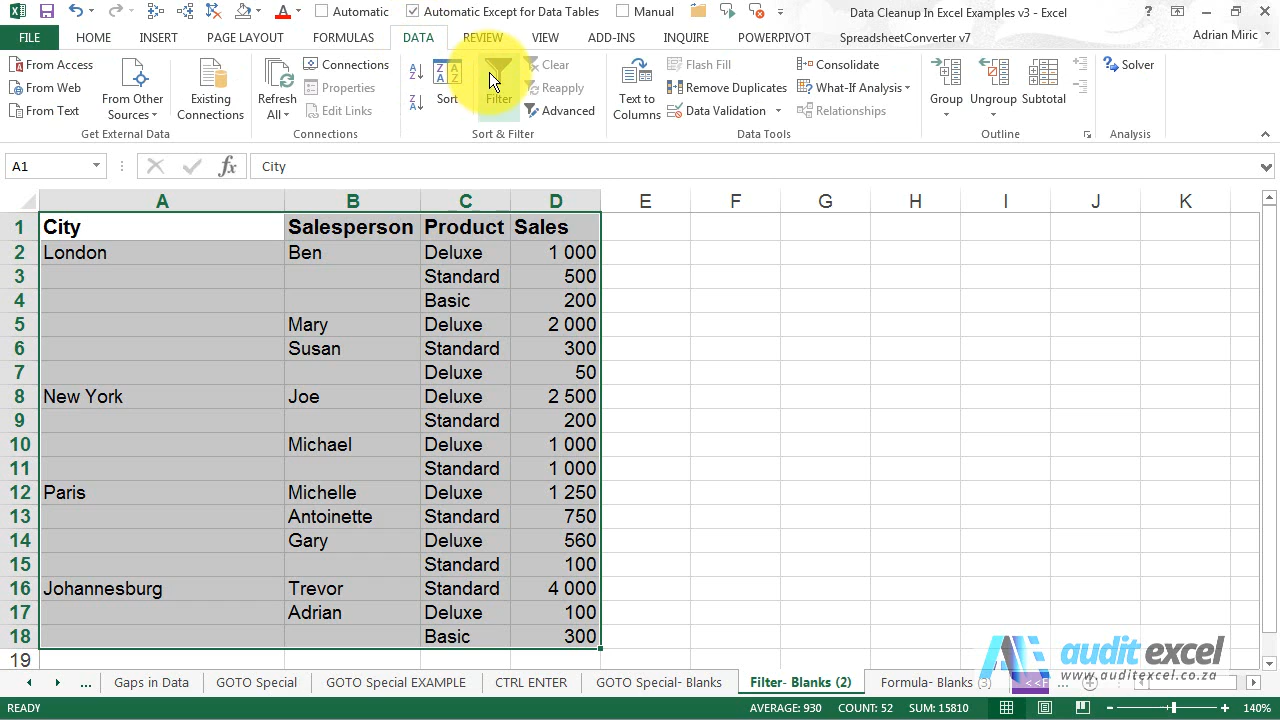 Automatic Automatic Except for Data Tables Manual Data Cleanup In Excel Examples v3 - Excel
FILE HOME INSERT PAGE LAYOUT FORMULAS DATA REVIEW VIEW ADD-INS INQUIRE POWERPIVOT SpreadsheetConverter v7 Adrian Miric
From Access
From Web
From Text
From Other Sources
Get External Data
Existing Connections
Refresh All
Connections
Properties
Edit Links
Connections
Sort
Filter
Clear
Reapply
Advanced
Sort & Filter
Text to Columns
Flash Fill
Remove Duplicates
Data Validation
Consolidate
What-If Analysis
Relationships
Data Tools
Group
Ungroup
Subtotal
Outline
Solver
Analysis
A1 fx City
A B C D E F G H I J K
1 City Salesperson Product Sales
2 London Ben Deluxe 1 000
3 Standard 500
4 Basic 200
5 Mary Deluxe 2 000
6 Susan Standard 300
7 Deluxe 50
8 New York Joe Deluxe 2 500
9 Standard 200
10 Michael Deluxe 1 000
11 Standard 1 000
12 Paris Michelle Deluxe 1 250
13 Antoinette Standard 750
14 Gary Deluxe 560
15 Standard 100
16 Johannesburg Trevor Standard 4 000
17 Adrian Deluxe 100
18 Basic 300
19
audit excel
www.auditexcel.co.za
... Gaps in Data GOTO Special GOTO Special EXAMPLE CTRL ENTER GOTO Special- Blanks Filter- Blanks (2) Formula- Blanks (3) <<F ...
READY AVERAGE: 930 COUNT: 52 SUM: 15810 140%